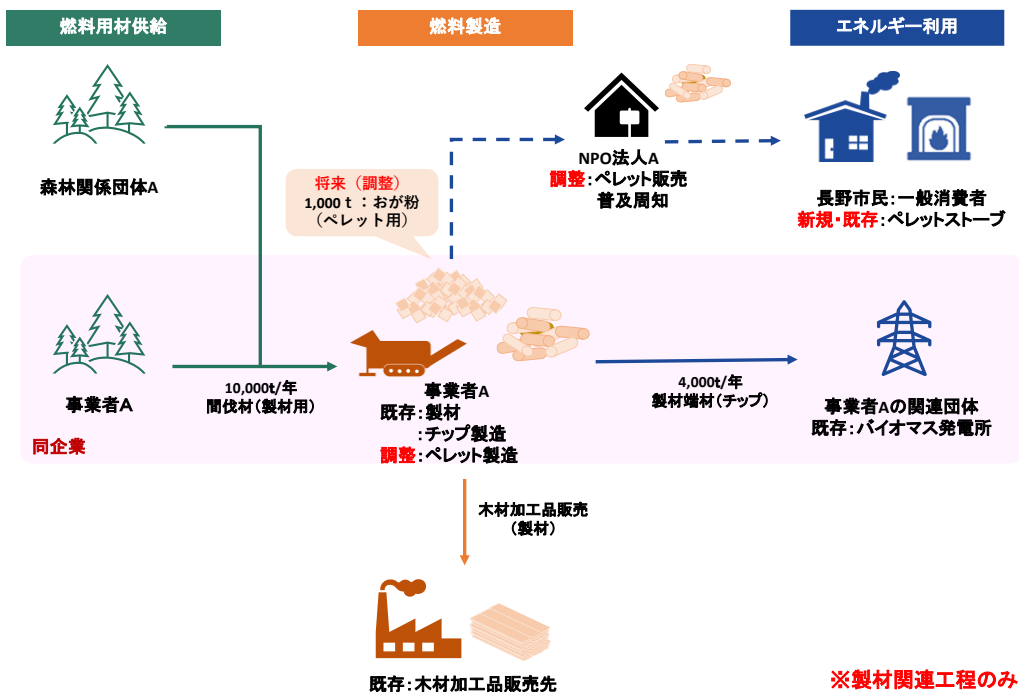 燃料用材供給
燃料製造
エネルギー利用
森林関係団体A
将来（調整）
1,000ｔ：おが粉
（ペレット用）
NPO法人A
調整：ペレット販売
普及周知
長野市民：一般消費者
新規・既存：ペレットストーブ
事業者A
同企業
10,000t/年
間伐材（製材用）
事業者A
既存：製材
：チップ製造
調整：ペレット製造
4,000t/年
製材端材（チップ）
事業者Aの関連団体
既存：バイオマス発電所
木材加工品販売
（製材）
既存：木材加工品販売先
※製材関連工程のみ